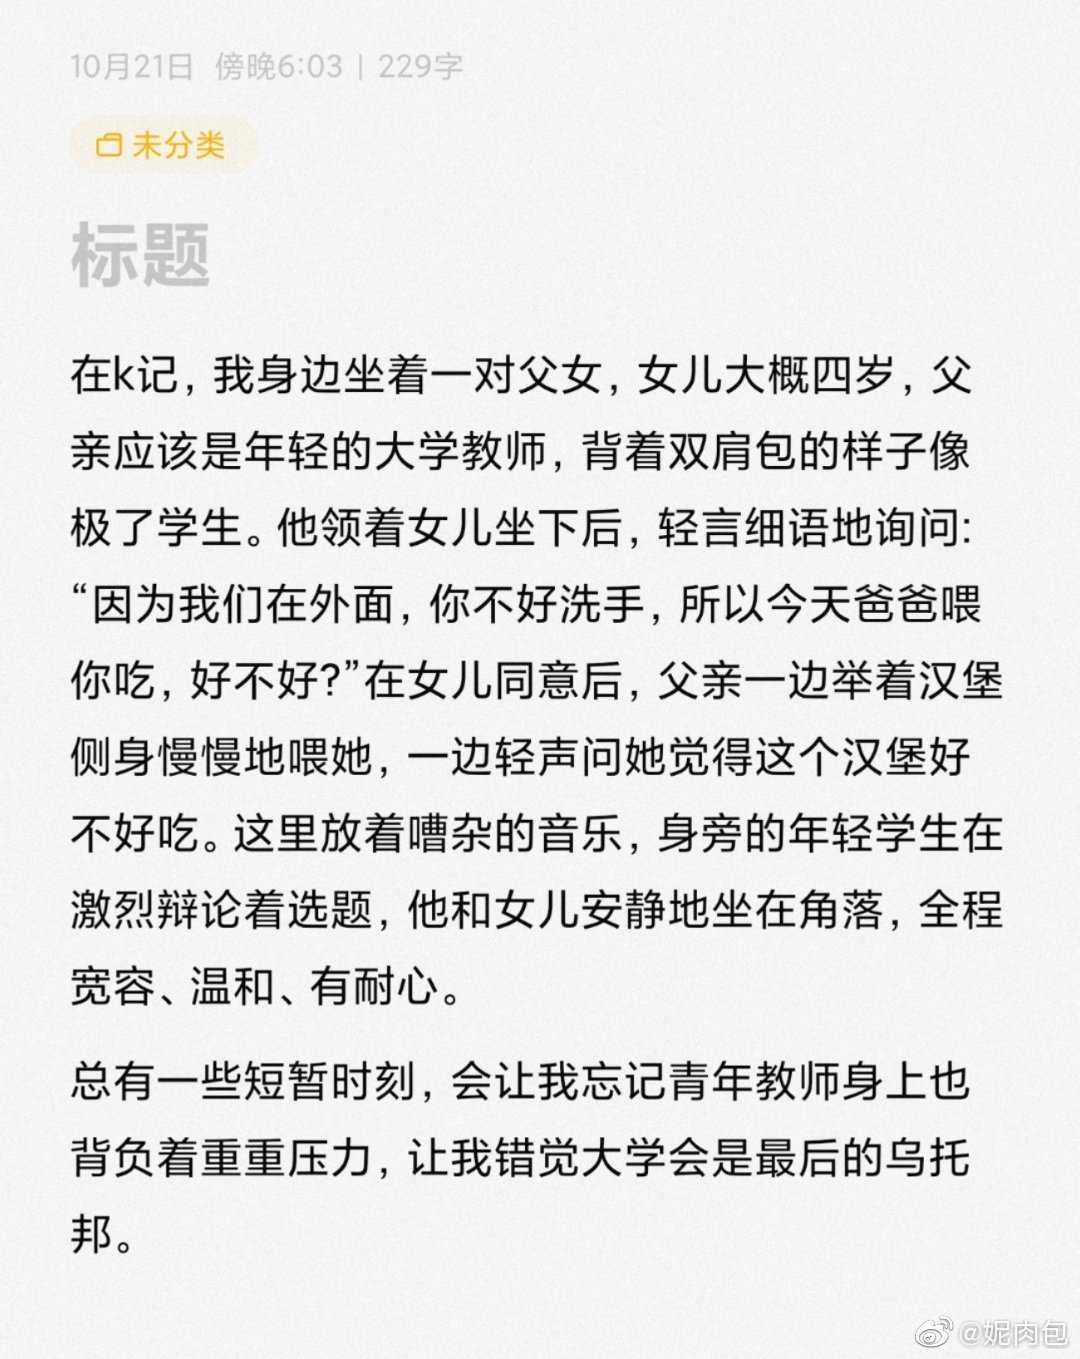 10月21日 傍晚6:03 | 229字
未分类
标题
在k记，我身边坐着一对父女，女儿大概四岁，父
亲应该是年轻的大学教师，背着双肩包的样子像
极了学生。他领着女儿坐下后，轻言细语地询问:
“因为我们在外面，你不好洗手，所以今天爸爸喂
你吃，好不好?”在女儿同意后，父亲一边举着汉堡
侧身慢慢地喂她，一边轻声问她觉得这个汉堡好
不好吃。这里放着嘈杂的音乐，身旁的年轻学生在
激烈辩论着选题，他和女儿安静地坐在角落，全程
宽容、温和、有耐心。
总有一些短暂时刻，会让我忘记青年教师身上也
背负着重重压力，让我错觉大学会是最后的乌托
邦。
@妮肉包